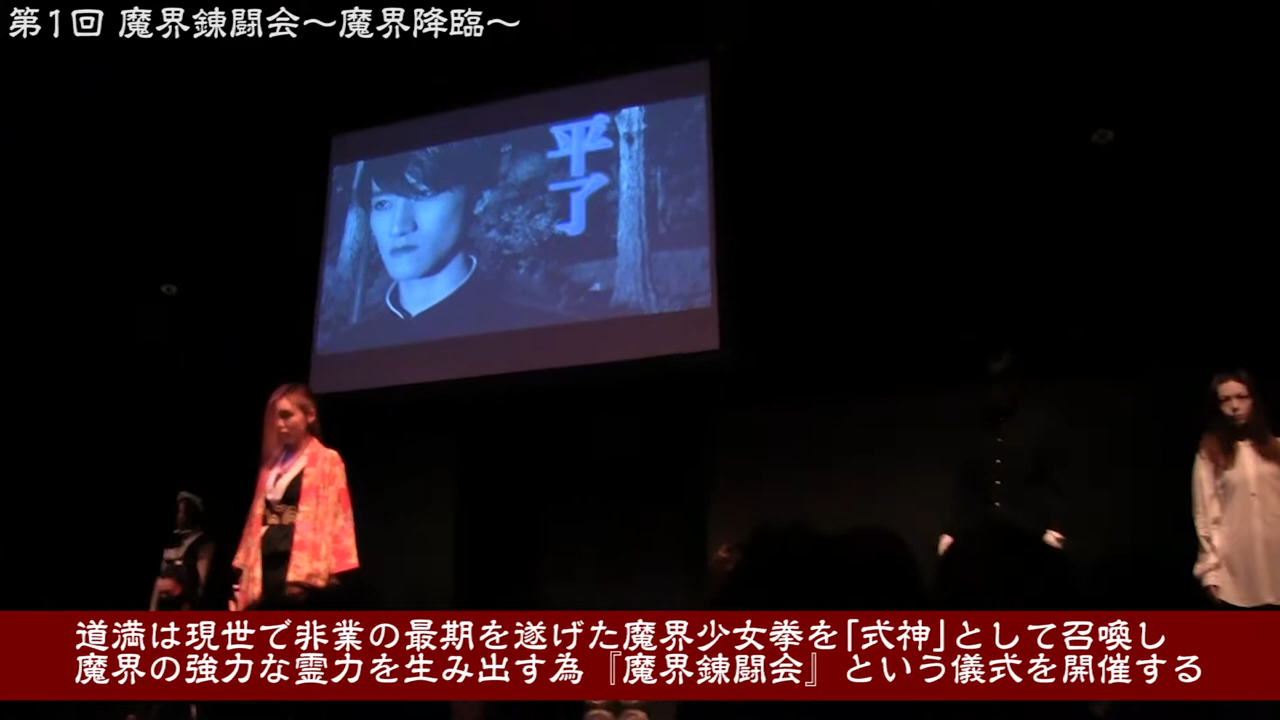 第1回 魔界錬闘会～魔界降臨～
平了
道満は現世で非業の最期を遂げた魔界少女拳を｢式神｣として召喚し
魔界の強力な霊力を生み出す為『魔界錬闘会』という儀式を開催する